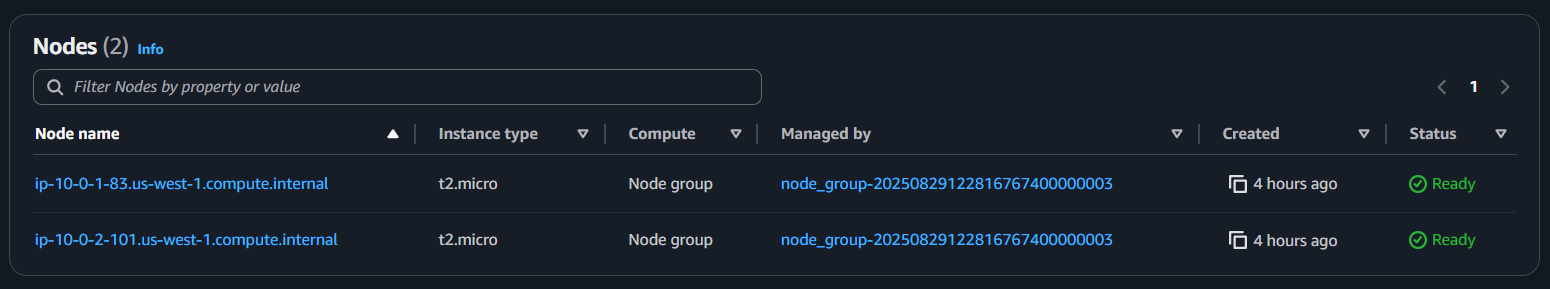 Nodes (2) Info
Filter Nodes by property or value
1
Node name Instance type Compute Managed by Created Status
ip-10-0-1-83.us-west-1.compute.internal t2.micro Node group node_group-20250829122816767400000003 4 hours ago Ready
ip-10-0-2-101.us-west-1.compute.internal t2.micro Node group node_group-20250829122816767400000003 4 hours ago Ready